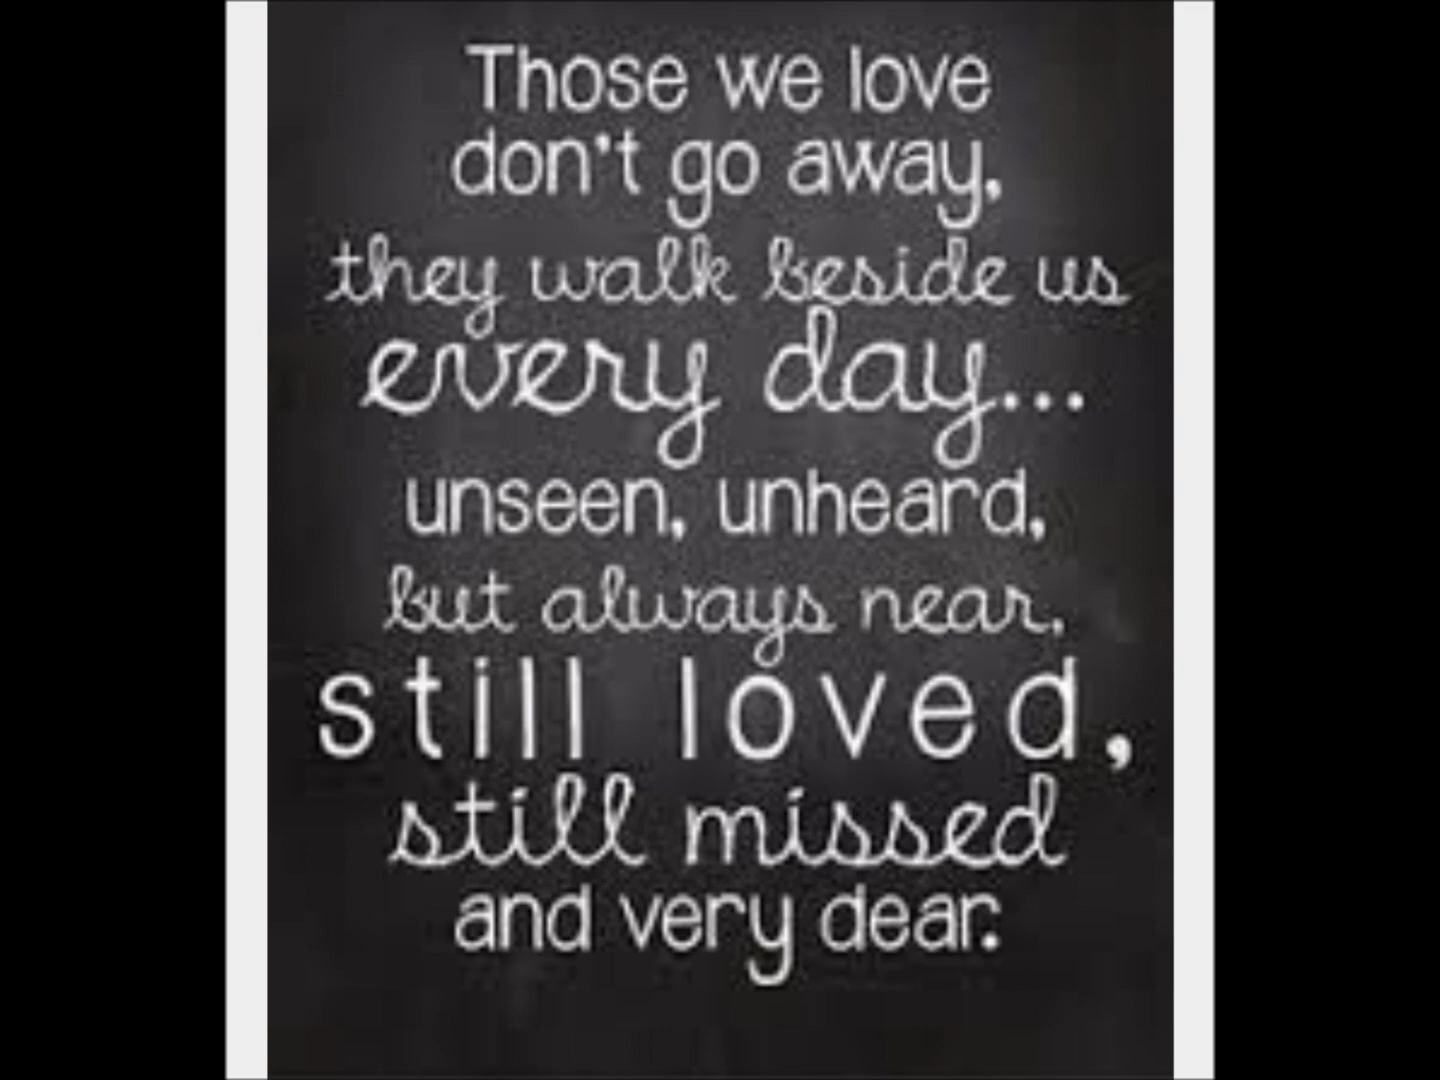 Those we love
don't go away,
they walk beside us
every day...
unseen, unheard,
but always near,
still loved,
still missed
and very dear.